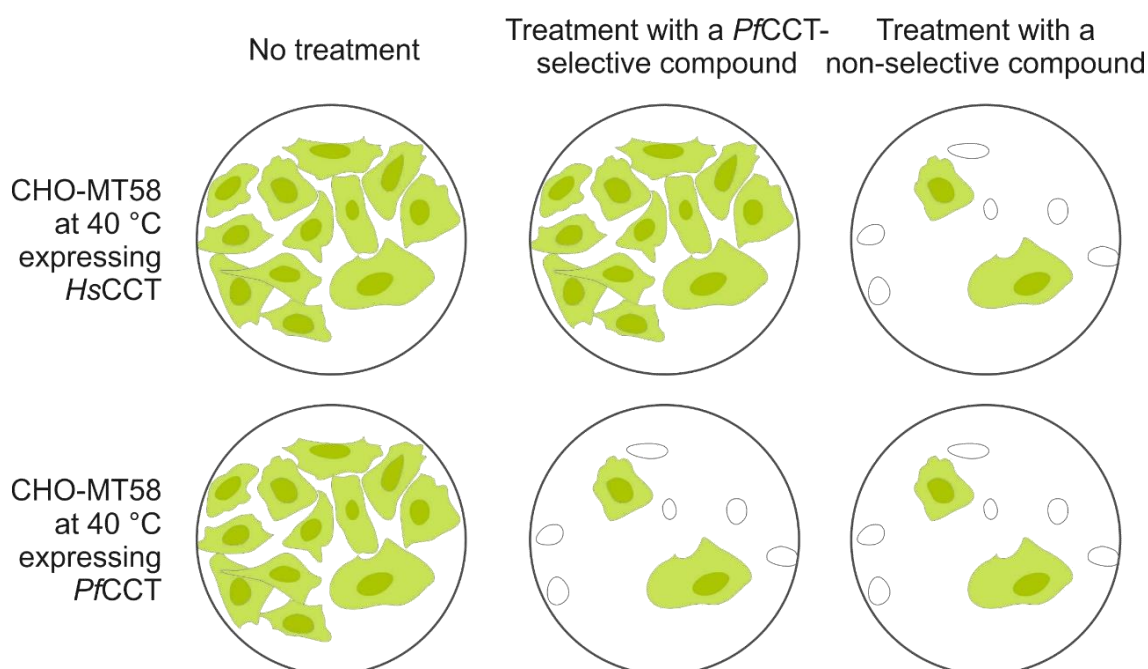 No treatment
Treatment with a PfCCT-
selective compound
Treatment with a
non-selective compound
CHO-MT58
at 40 °C
expressing
HsCCT
CHO-MT58
at 40 °C
expressing
PfCCT